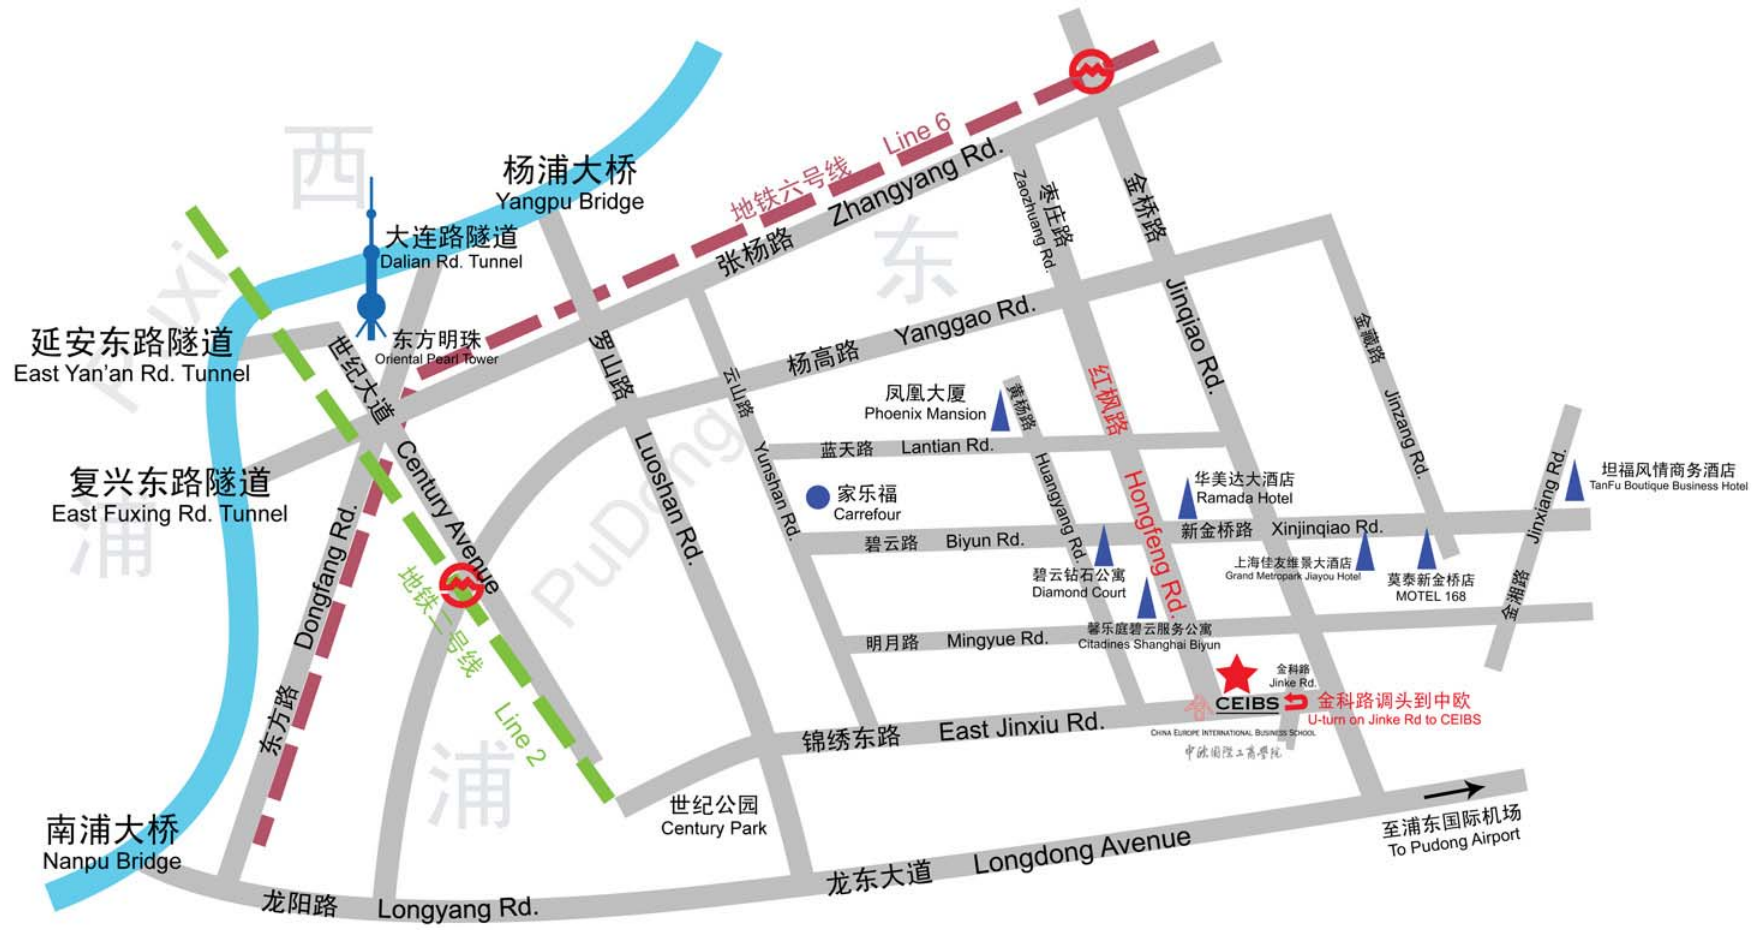 西
浦
Puxi
东
浦
PuDong
杨浦大桥
Yangpu Bridge
大连路隧道
Dalian Rd. Tunnel
东方明珠
Oriental Pearl Tower
延安东路隧道
East Yan'an Rd. Tunnel
复兴东路隧道
East Fuxing Rd. Tunnel
南浦大桥
Nanpu Bridge
世纪大道
Century Avenue
东方路
Dongfang Rd.
地铁二号线
Line 2
地铁六号线
Line 6
张杨路
Zhangyang Rd.
罗山路
Luoshan Rd.
云山路
Yunshan Rd.
杨高路
Yanggao Rd.
枣庄路
Zaozhuang Rd.
金桥路
Jinqiao Rd.
红枫路
Hongfeng Rd.
黄杨路
Huangyang Rd.
金藏路
Jinzang Rd.
金湘路
Jinxiang Rd.
凤凰大厦
Phoenix Mansion
蓝天路 Lantian Rd.
家乐福
Carrefour
碧云路 Biyun Rd.
华美达大酒店
Ramada Hotel
新金桥路 Xinjinqiao Rd.
坦福风情商务酒店
TanFu Boutique Business Hotel
碧云钻石公寓
Diamond Court
上海佳友维景大酒店
Grand Metropark Jiayou Hotel
莫泰新金桥店
MOTEL 168
明月路 Mingyue Rd.
馨乐庭碧云服务公寓
Citadines Shanghai Biyun
金科路
Jinke Rd.
CEIBS
CHINA EUROPE INTERNATIONAL BUSINESS SCHOOL
中欧国际工商學院
金科路调头到中欧
U-turn on Jinke Rd to CEIBS
锦绣东路 East Jinxiu Rd.
世纪公园
Century Park
龙东大道 Longdong Avenue
至浦东国际机场
To Pudong Airport
龙阳路 Longyang Rd.